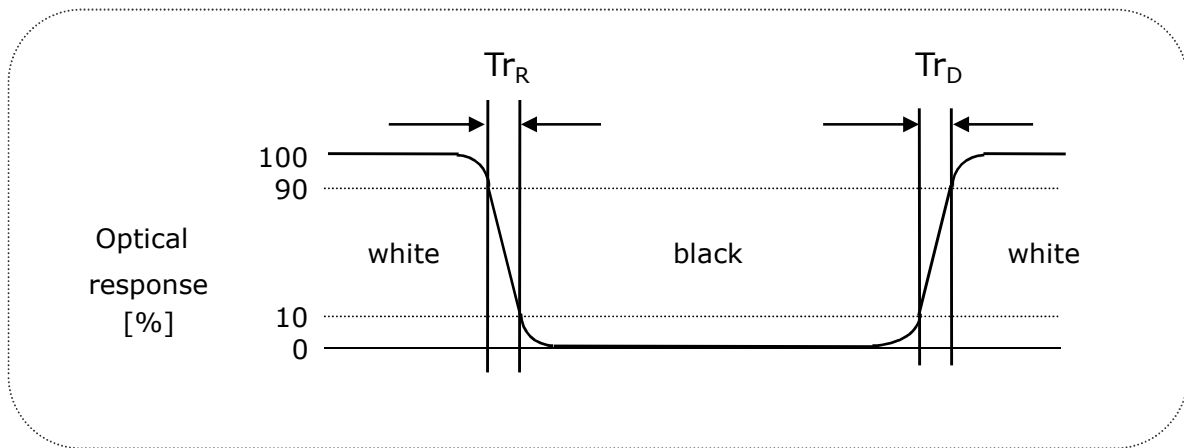 Tr_R Tr_D
100
90
Optical
response
[%]
white black white
10
0